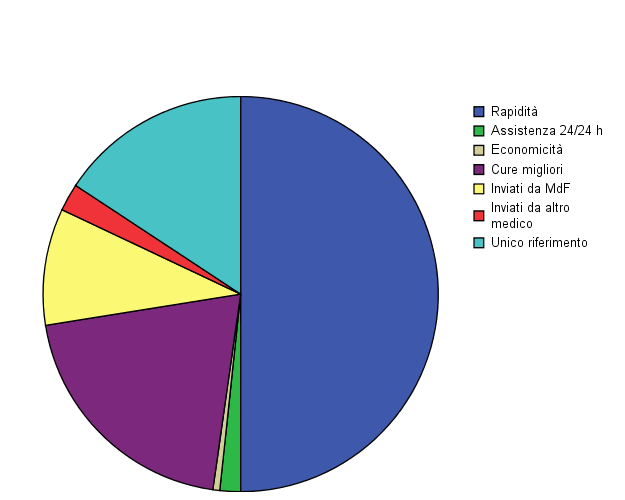 Rapidità
Assistenza 24/24 h
Economicità
Cure migliori
Inviati da MdF
Inviati da altro
medico
Unico riferimento